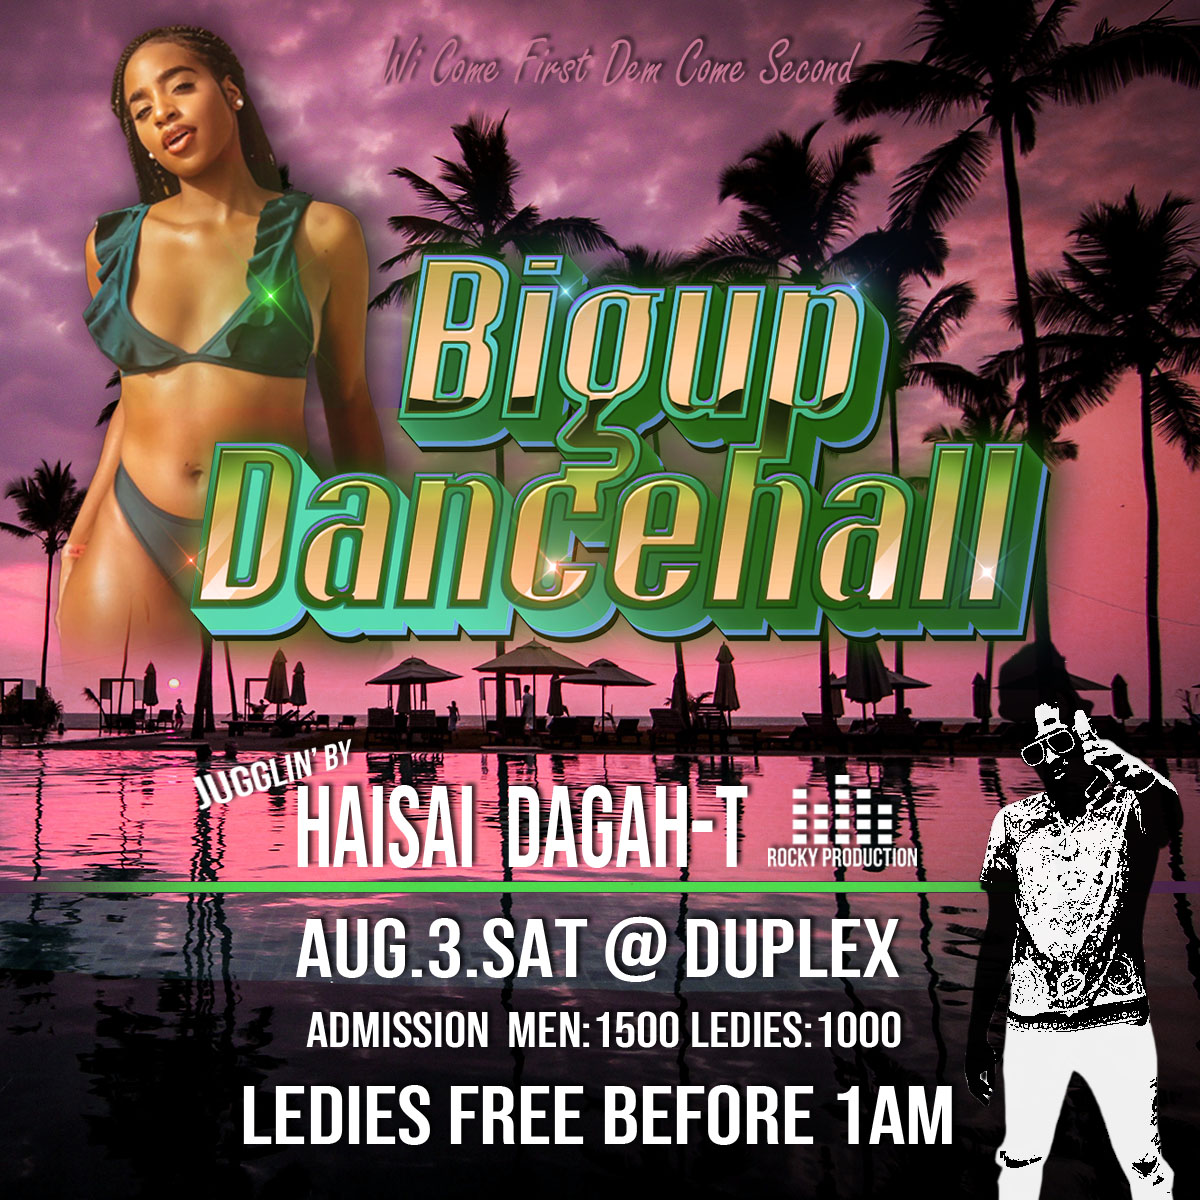 Wi Come First Dem Come Second
Bigup
Dancehall
JUGGLIN' BY
HAISAI DAGAH-T
ROCKY PRODUCTION
AUG.3.SAT @ DUPLEX
ADMISSION MEN:1500 LEDIES:1000
LEDIES FREE BEFORE 1AM